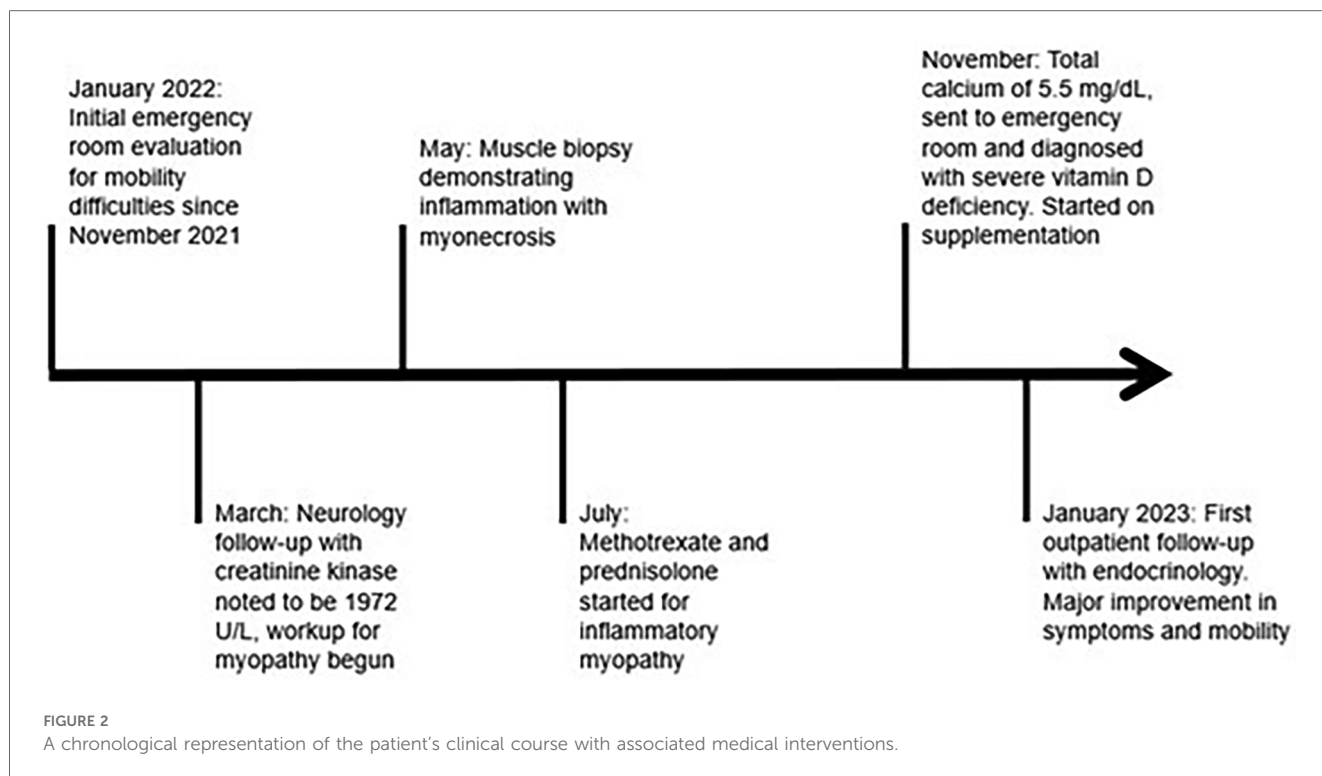 January 2022:
Initial emergency
room evaluation
for mobility
difficulties since
November 2021
March: Neurology
follow-up with
creatinine kinase
noted to be 1972
U/L, workup for
myopathy begun
May: Muscle biopsy
demonstrating
inflammation with
myonecrosis
July:
Methotrexate and
prednisolone
started for
inflammatory
myopathy
November: Total
calcium of 5.5 mg/dL,
sent to emergency
room and diagnosed
with severe vitamin D
deficiency. Started on
supplementation
January 2023: First
outpatient follow-up
with endocrinology.
Major improvement in
symptoms and mobility
FIGURE 2
A chronological representation of the patient's clinical course with associated medical interventions.